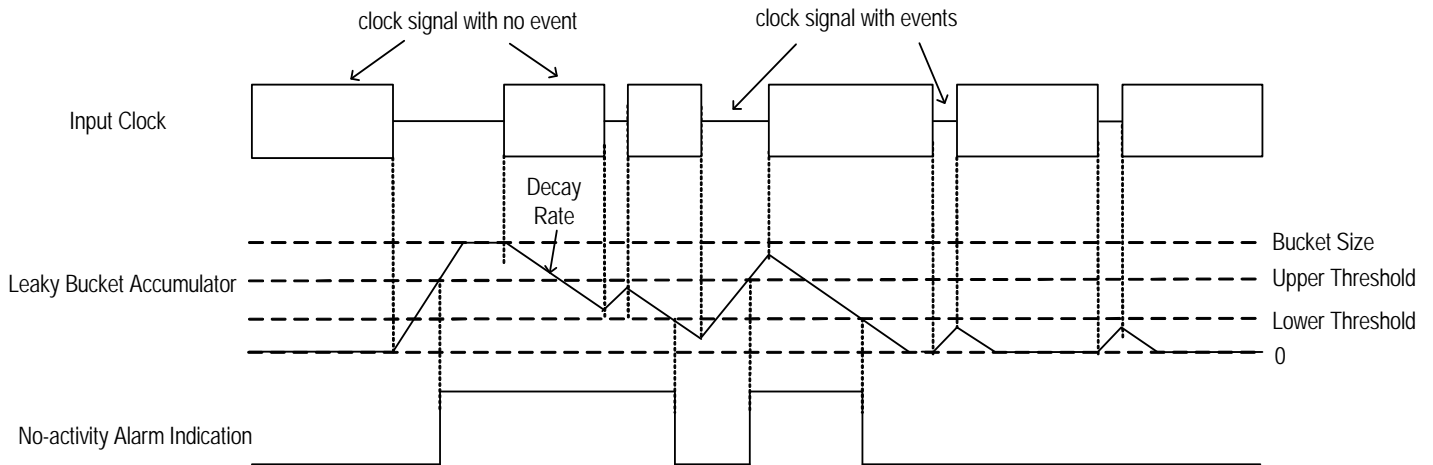 clock signal with no event
clock signal with events
Input Clock
Decay
Rate
Bucket Size
Leaky Bucket Accumulator
Upper Threshold
Lower Threshold
0
No-activity Alarm Indication